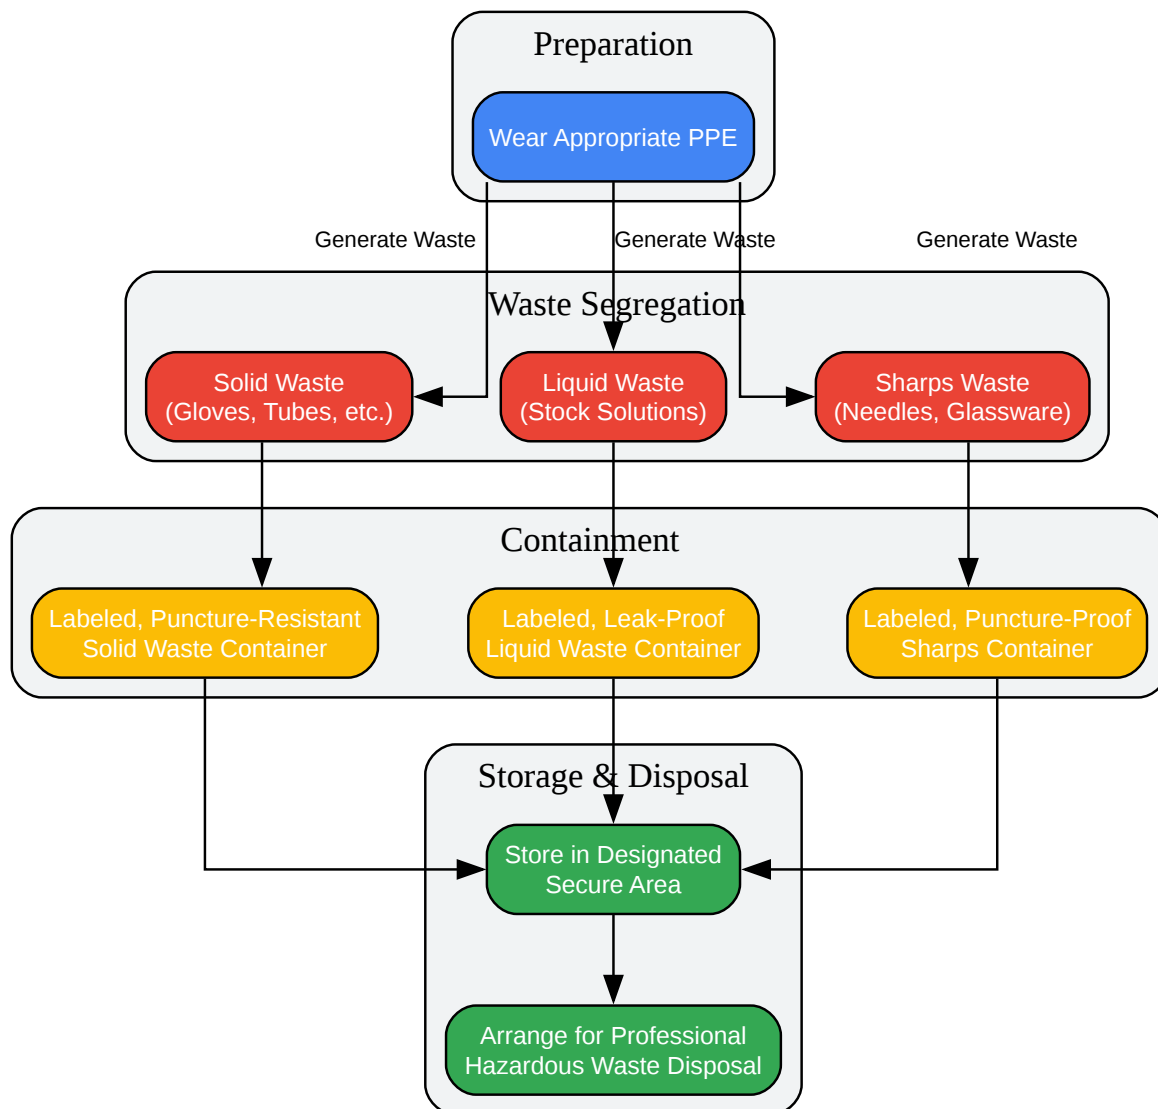 Preparation
Wear Appropriate PPE
Generate Waste
Generate Waste
Generate Waste
Waste Segregation
Solid Waste
(Gloves, Tubes, etc.)
Liquid Waste
(Stock Solutions)
Sharps Waste
(Needles, Glassware)
Containment
Labeled, Puncture-Resistant
Solid Waste Container
Labeled, Leak-Proof
Liquid Waste Container
Labeled, Puncture-Proof
Sharps Container
Storage & Disposal
Store in Designated
Secure Area
Arrange for Professional
Hazardous Waste Disposal